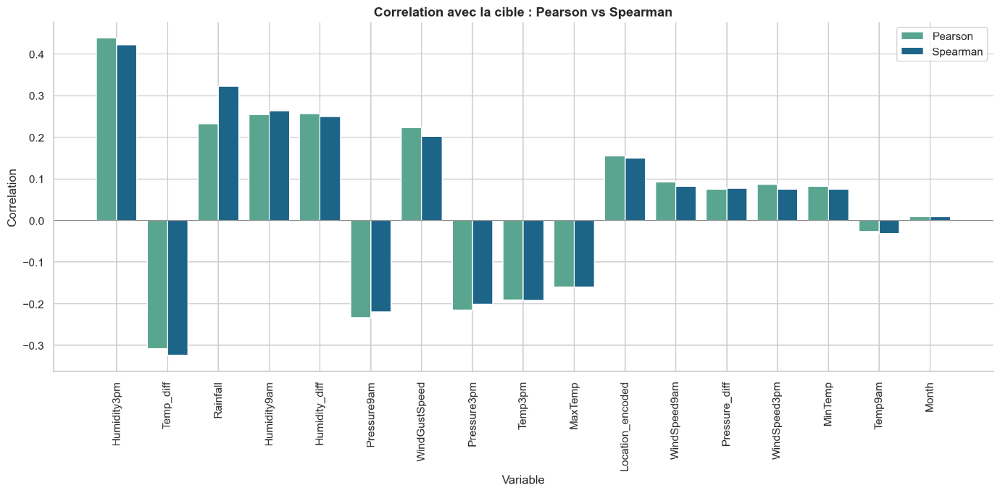 Correlation avec la cible : Pearson vs Spearman
Pearson
Spearman
Correlation
0.4
0.3
0.2
0.1
0.0
−0.1
−0.2
−0.3
Humidity3pm
Temp_diff
Rainfall
Humidity9am
Humidity_diff
Pressure9am
WindGustSpeed
Pressure3pm
Temp3pm
MaxTemp
Location_encoded
WindSpeed9am
Pressure_diff
WindSpeed3pm
MinTemp
Temp9am
Month
Variable